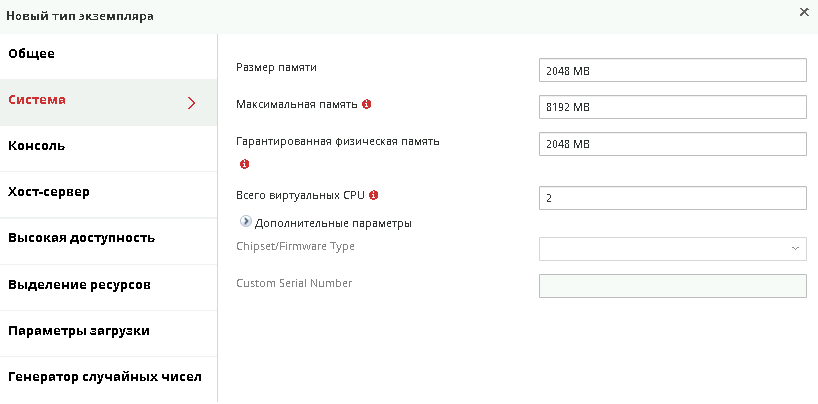 Новый тип экземпляра
Общее
Система
Консоль
Хост-сервер
Высокая доступность
Выделение ресурсов
Параметры загрузки
Генератор случайных чисел
Размер памяти
2048 MB
Максимальная память
8192 MB
Гарантированная физическая память
2048 MB
Всего виртуальных CPU
2
Дополнительные параметры
Chipset/Firmware Type
Custom Serial Number